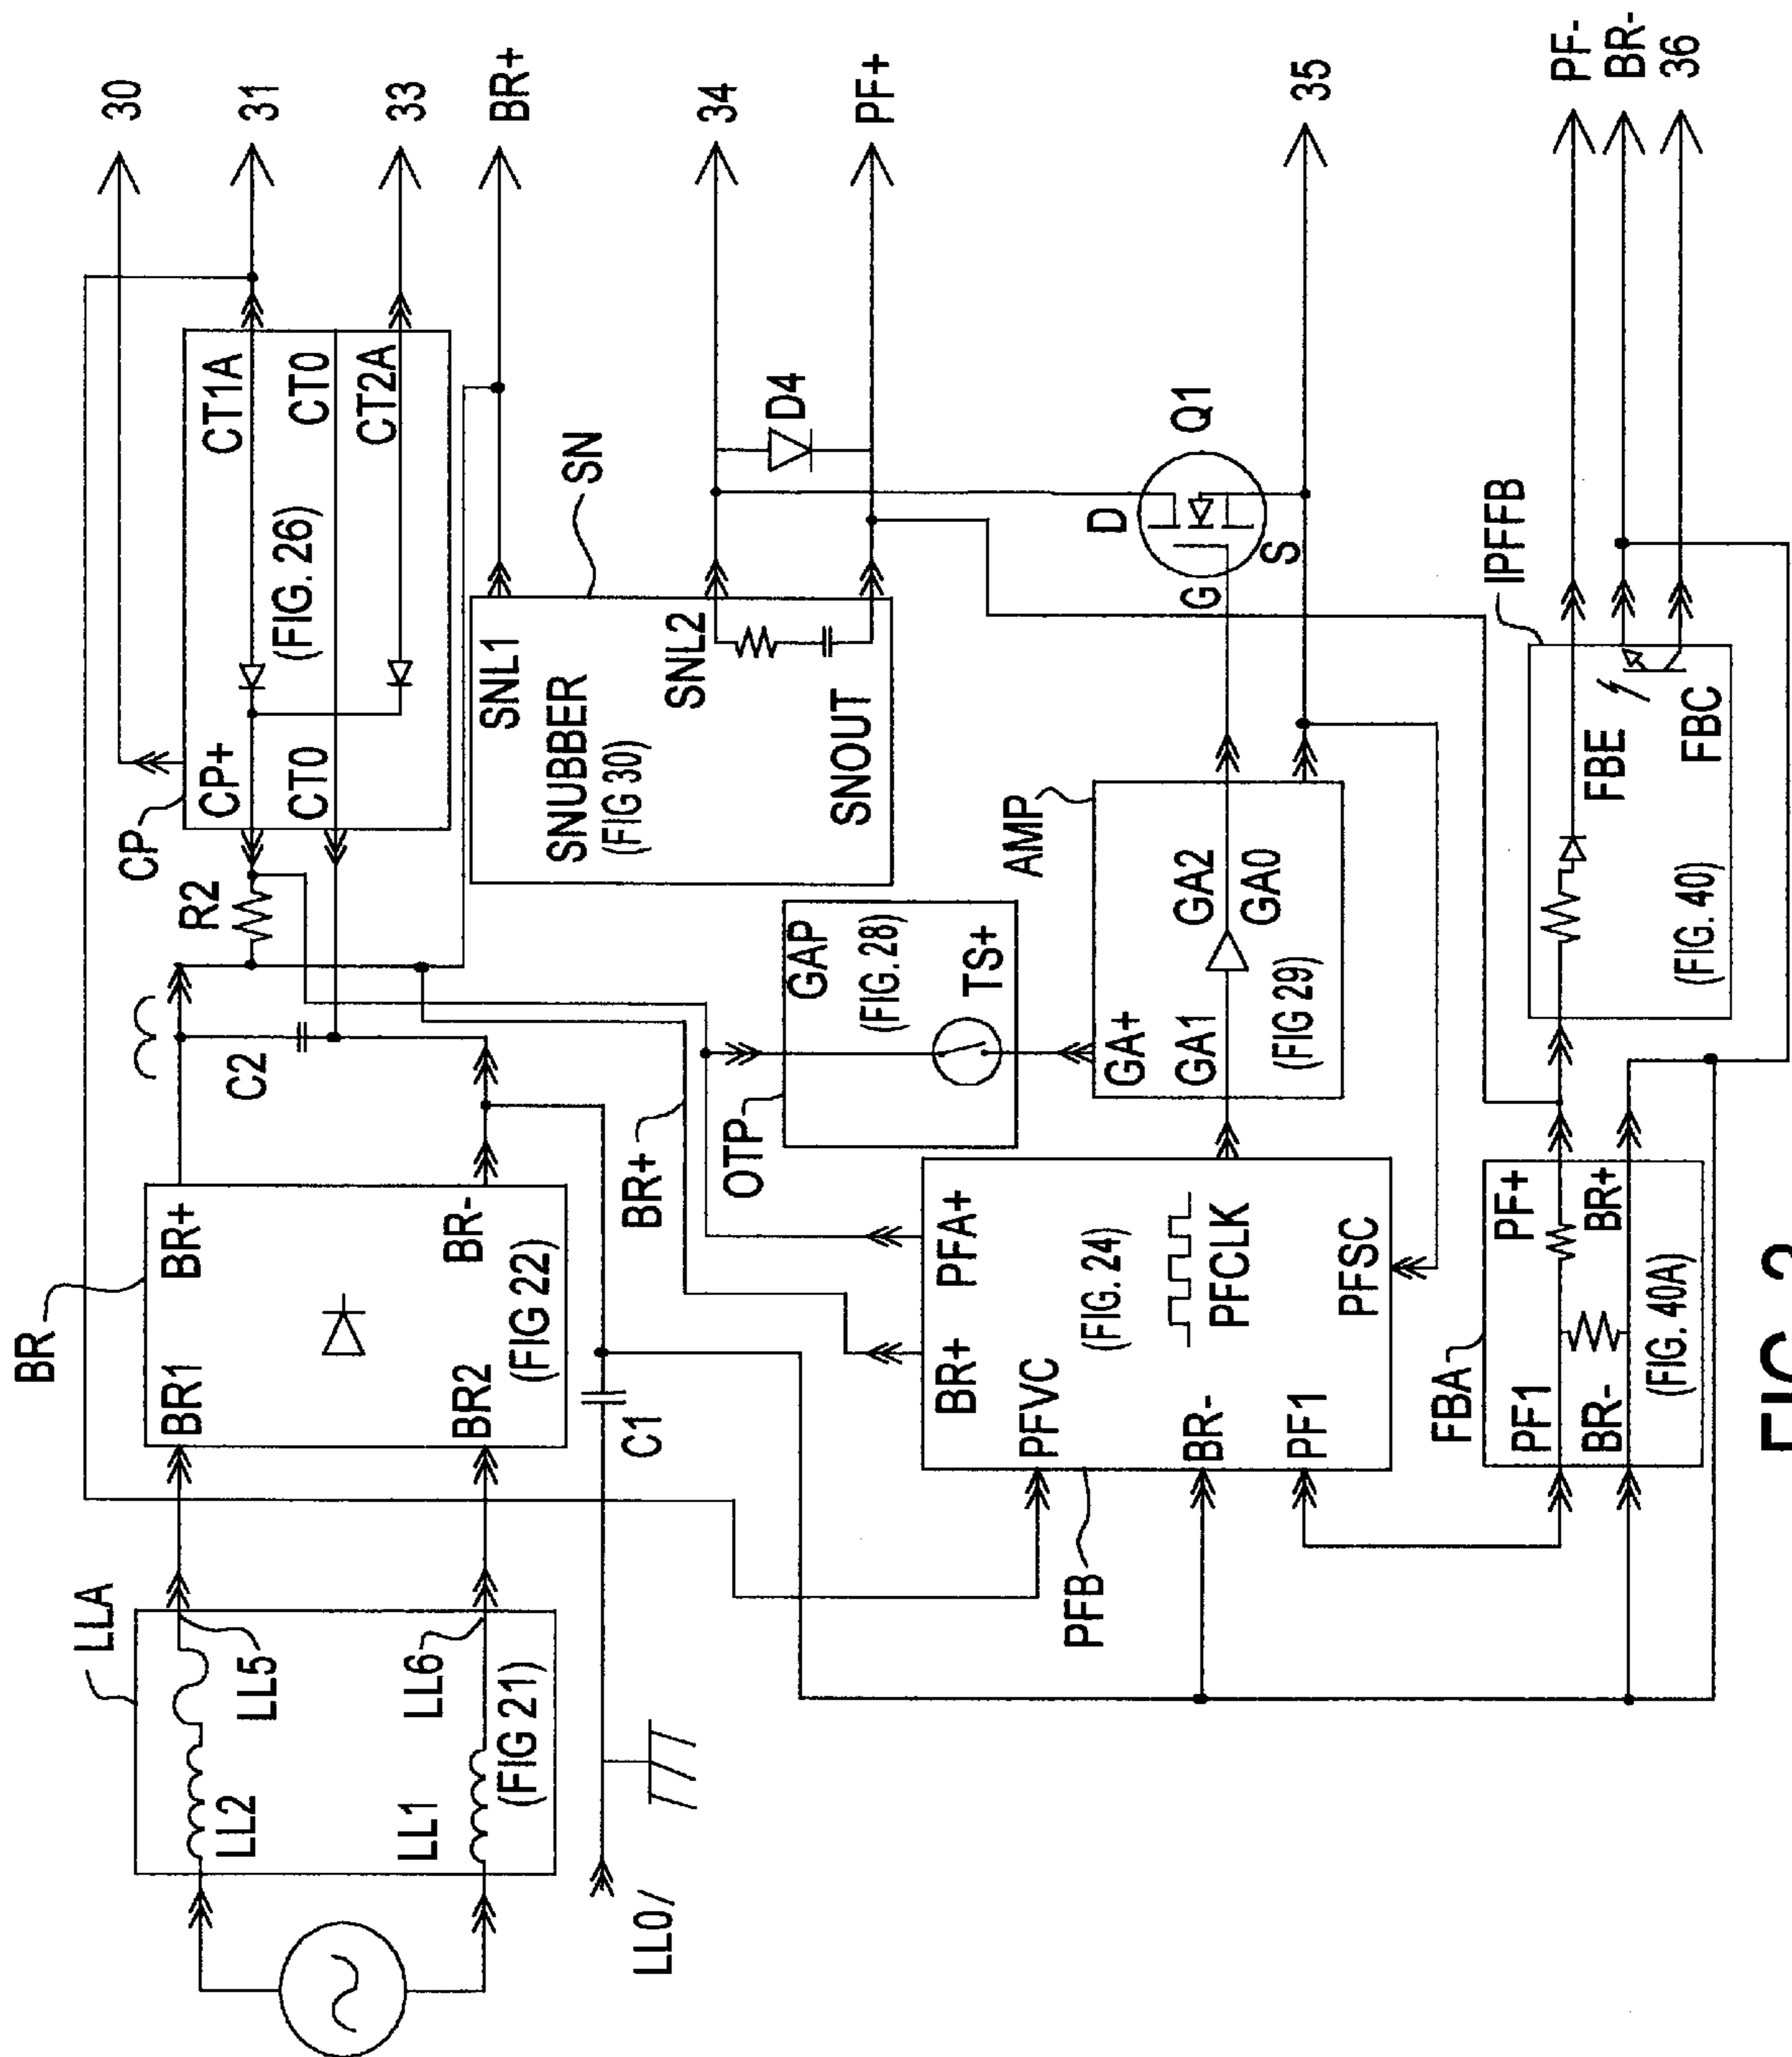 30
31
33
BR+
34
PF+
35
PF-
BR-
36
CP
CP+
CT0
CT1A
CT0
CT2A
(FIG. 26)
R2
SN
SNL1
SNUBBER
(FIG 30)
SNL2
SNOUT
D4
D
Q1
G
S
BR
BR1
BR+
BR2
BR-
(FIG 22)
C2
LLA
LL2
LL5
LL1
LL6
(FIG 21)
LL0/
C1
BR+
OTP
GAP
(FIG. 28)
TS+
AMP
GA+
GA1
GA2
GA0
(FIG 29)
PFB
BR+
PFA+
PFVC
(FIG. 24)
BR-
PFCLK
PF1
PFSC
FBA
PF1
PF+
BR-
BR+
(FIG. 40A)
IPFFB
FBE
FBC
(FIG. 40)